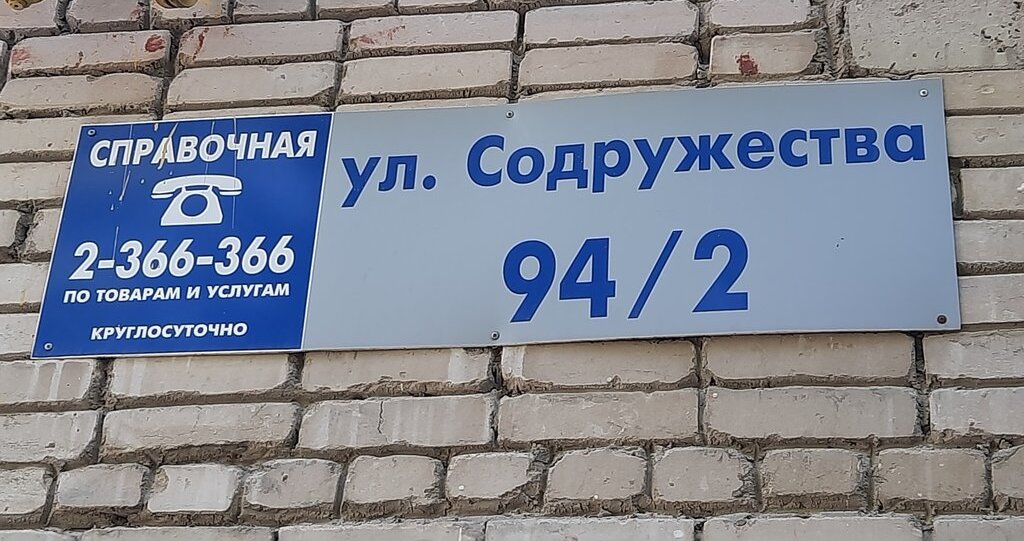 СПРАВОЧНАЯ
2-366-366
ПО ТОВАРАМ И УСЛУГАМ
КРУГЛОСУТОЧНО
ул. Содружества
94/2